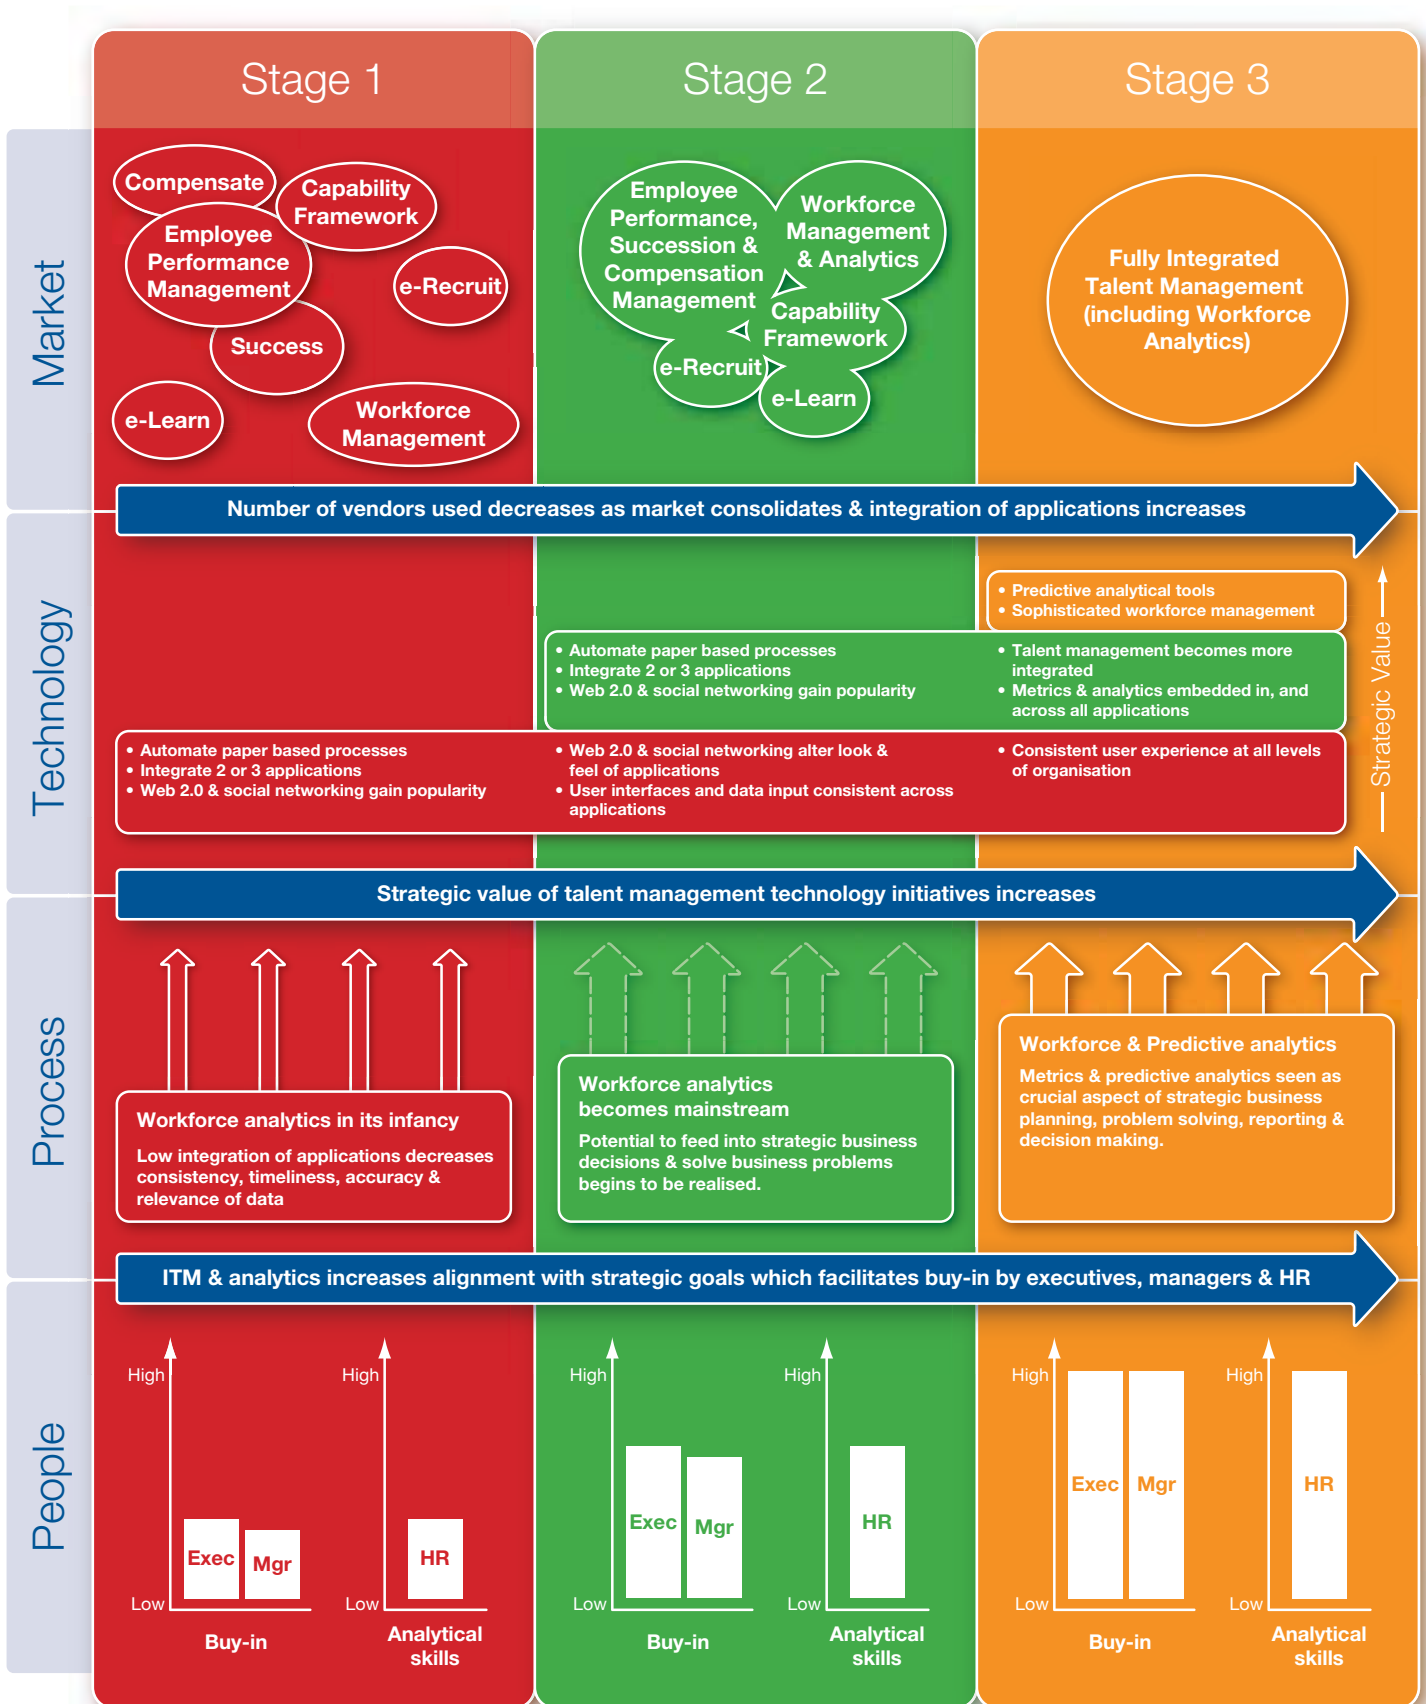 Stage 1
Stage 2
Stage 3
Market
Compensate
Capability
Framework
Employee
Performance
Management
e-Recruit
Success
e-Learn
Workforce
Management
Employee
Performance,
Succession &
Compensation
Management
Workforce
Management
& Analytics
Capability
Framework
e-Recruit
e-Learn
Fully Integrated
Talent Management
(including Workforce
Analytics)
Number of vendors used decreases as market consolidates & integration of applications increases
Technology
• Predictive analytical tools
• Sophisticated workforce management
• Automate paper based processes
• Integrate 2 or 3 applications
• Web 2.0 & social networking gain popularity
• Talent management becomes more
integrated
• Metrics & analytics embedded in, and
across all applications
• Automate paper based processes
• Integrate 2 or 3 applications
• Web 2.0 & social networking gain popularity
• Web 2.0 & social networking alter look &
feel of applications
• User interfaces and data input consistent across
applications
• Consistent user experience at all levels
of organisation
Strategic Value
Strategic value of talent management technology initiatives increases
Process
Workforce analytics in its infancy
Low integration of applications decreases
consistency, timeliness, accuracy &
relevance of data
Workforce analytics
becomes mainstream
Potential to feed into strategic business
decisions & solve business problems
begins to be realised.
Workforce & Predictive analytics
Metrics & predictive analytics seen as
crucial aspect of strategic business
planning, problem solving, reporting &
decision making.
ITM & analytics increases alignment with strategic goals which facilitates buy-in by executives, managers & HR
People
High
Exec
Mgr
Low
Buy-in
High
HR
Low
Analytical
skills
High
Exec
Mgr
Low
Buy-in
High
HR
Low
Analytical
skills
High
Exec
Mgr
Low
Buy-in
High
HR
Low
Analytical
skills